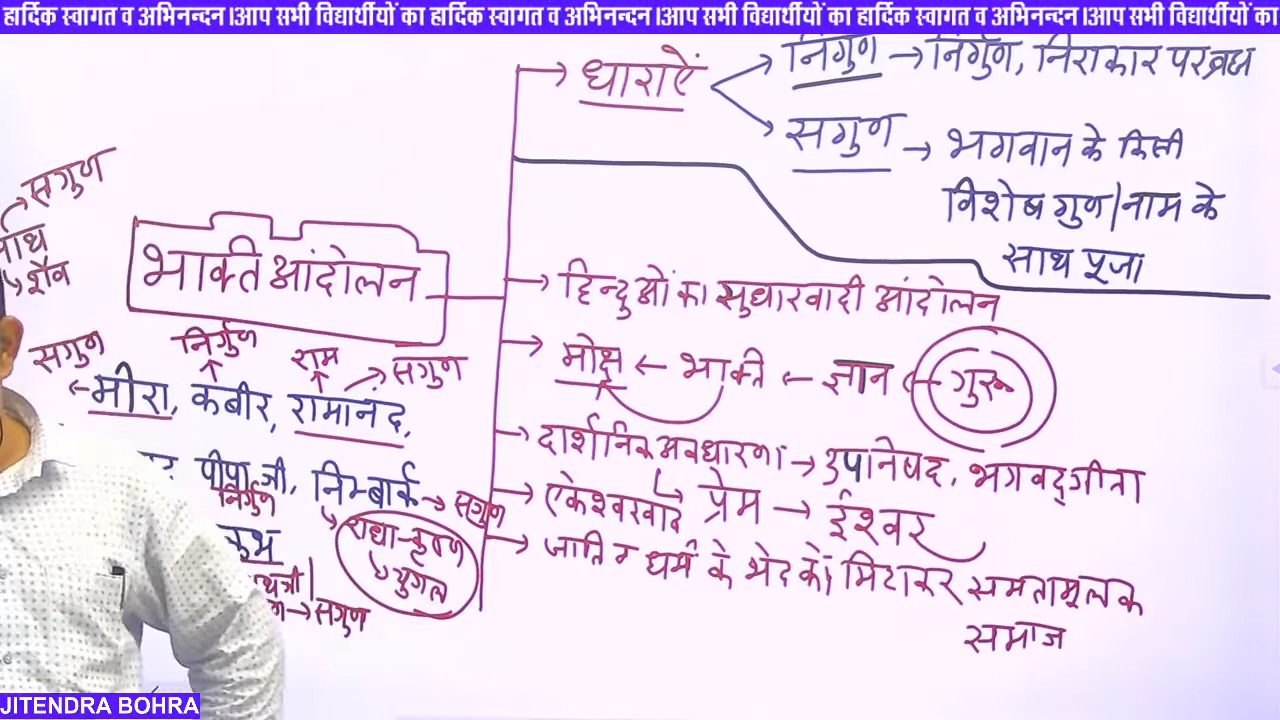 हार्दिक स्वागत व अभिनन्दन।आप सभी विद्यार्थीयों का हार्दिक स्वागत व अभिनन्दन।आप सभी विद्यार्थीयों का हार्दिक स्वागत व अभिनन्दन।आप सभी विद्यार्थीयों का
धाराऐं
निर्गुण → निर्गुण, निराकार परब्रह्म
सगुण → भगवान के किसी
विशेष गुण/नाम के
साथ पूजा
सगुण
शैव
भक्ति आंदोलन
→ हिन्दुओं का सुधारवादी आंदोलन
→ मोक्ष ← भक्ति ← ज्ञान ← गुरू
→ दार्शनिक अवधारणा → उपनिषद, भगवद्गीता
→ एकेश्वरवाद प्रेम → ईश्वर
→ जाति व धर्म के भेद को मिटाकर समतामूलक
समाज
सगुण निर्गुण राम सगुण
← मीरा, कबीर, रामानंद,
पीपा जी, निम्बार्क → सगुण
निर्गुण
राधा-कृष्ण
युगल
→ सगुण
JITENDRA BOHRA